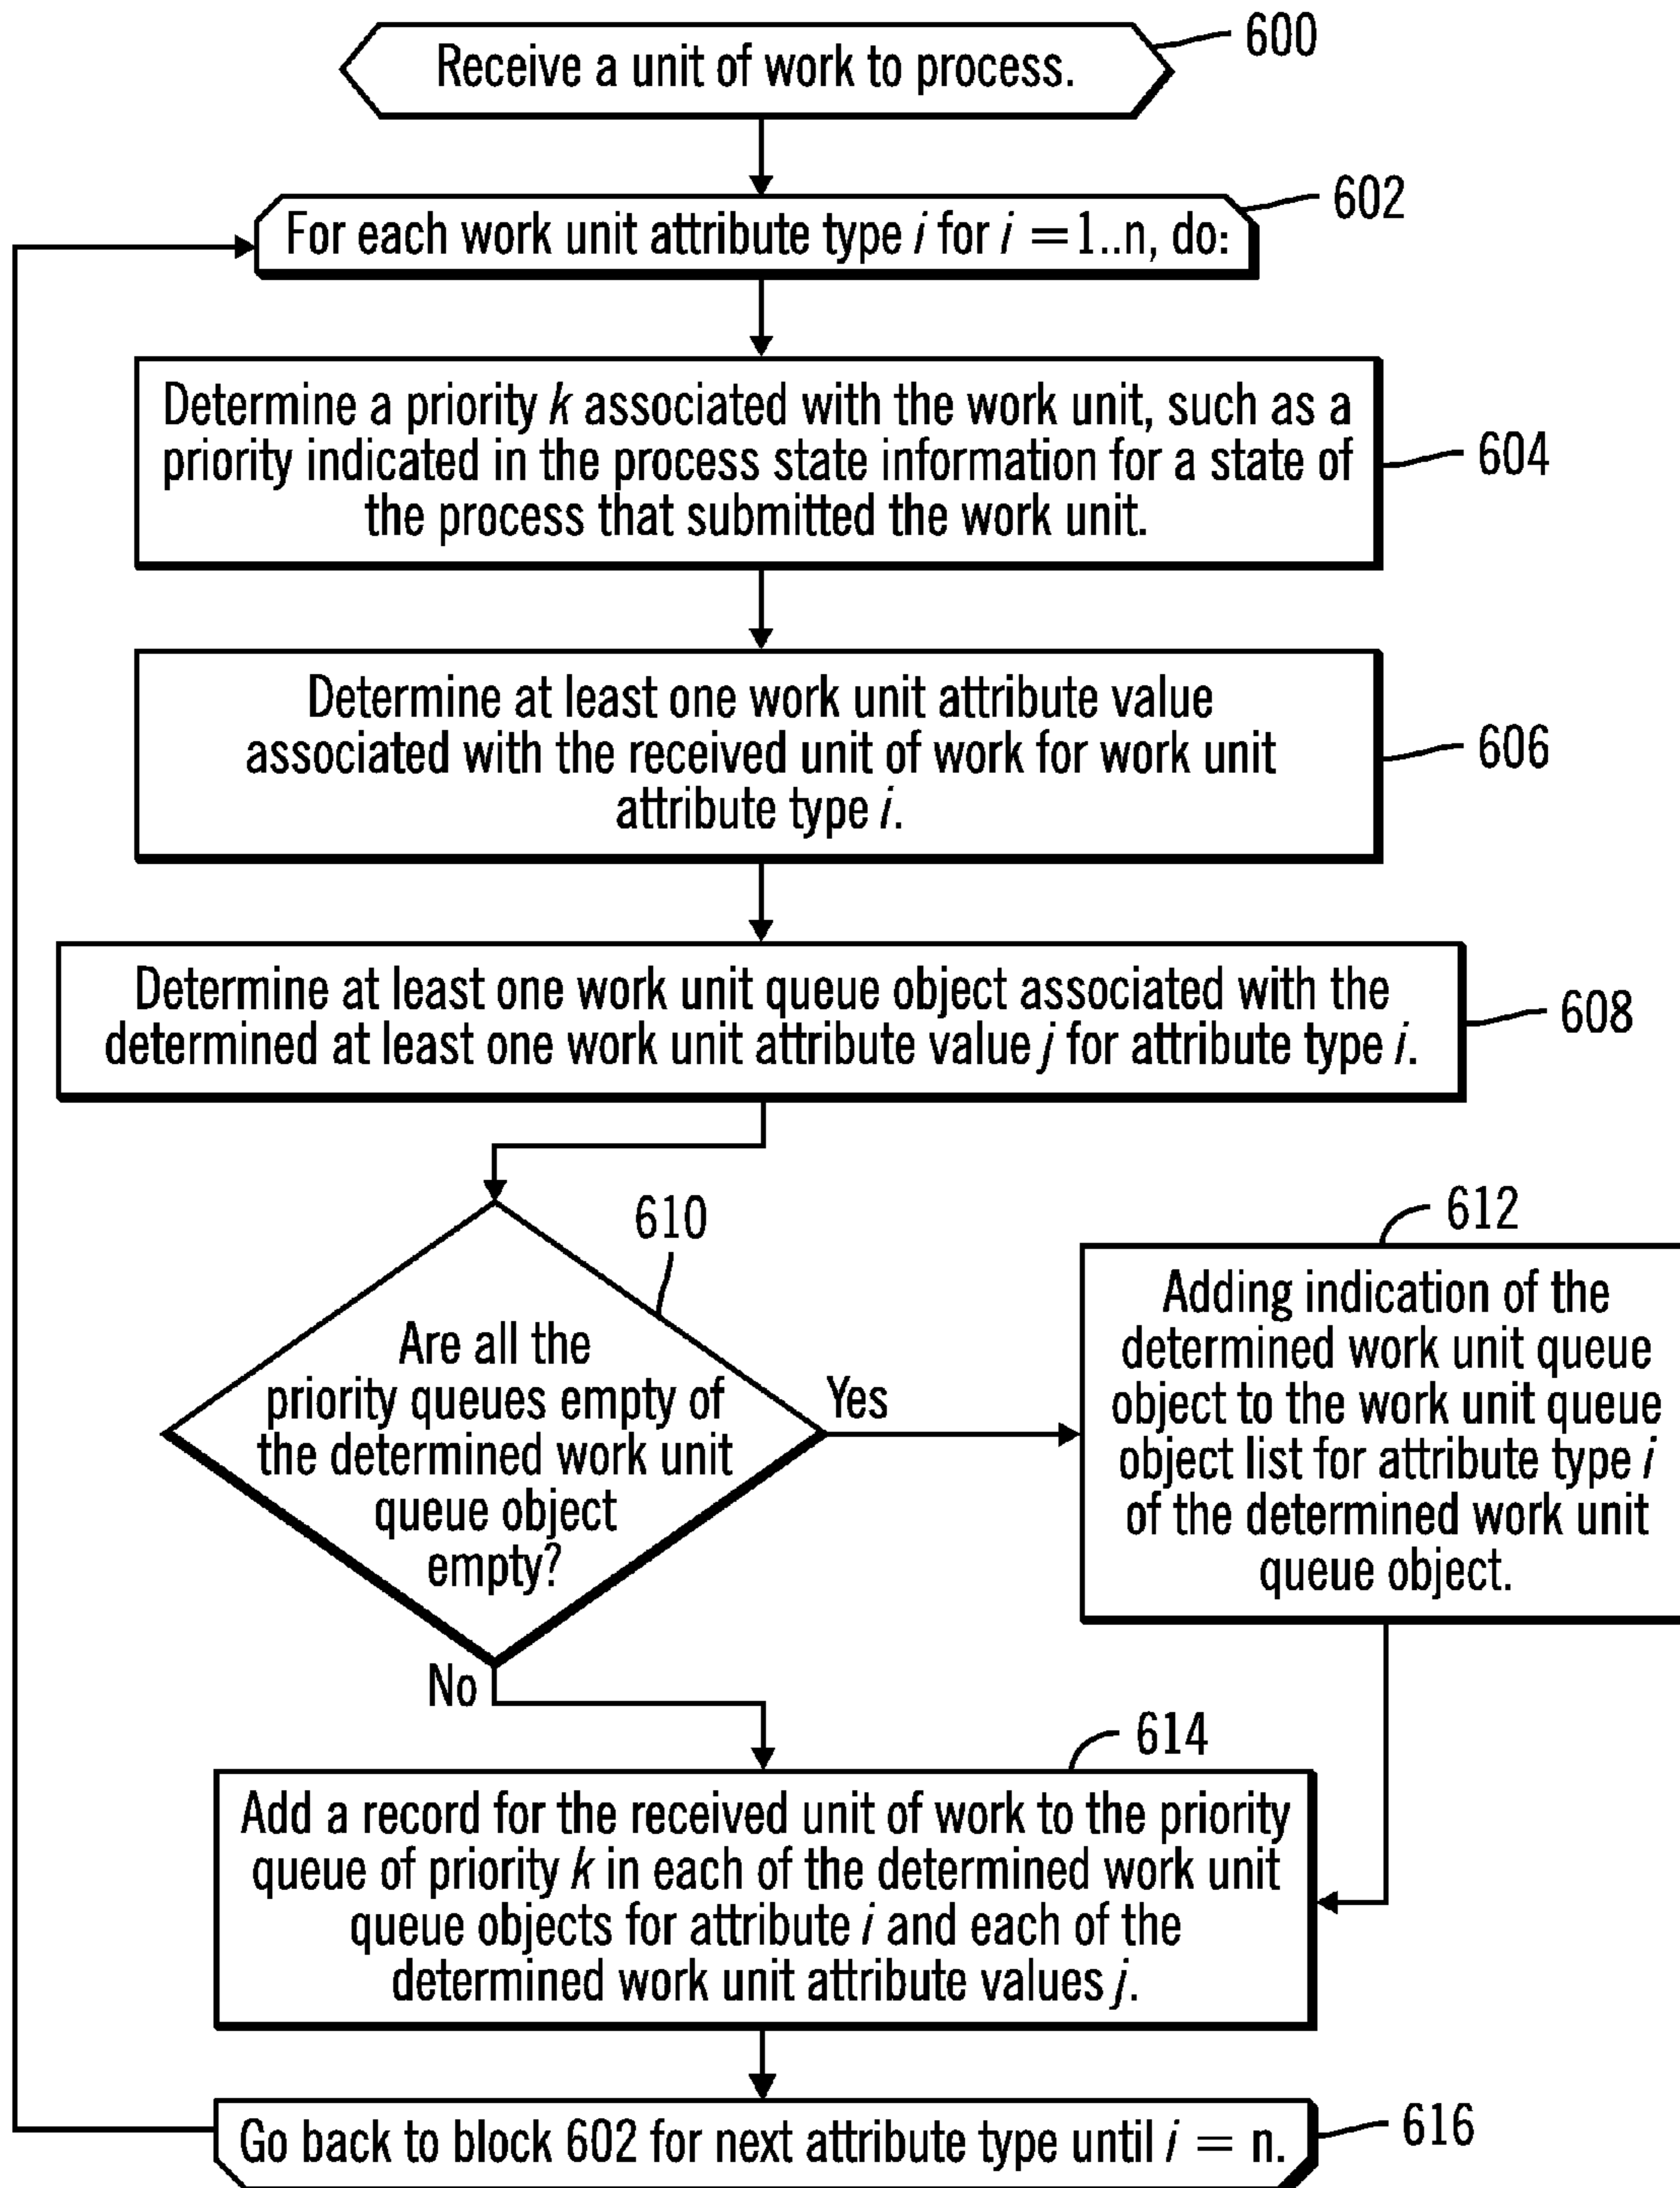 Receive a unit of work to process.
600
For each work unit attribute type i for i = 1..n, do:
602
Determine a priority k associated with the work unit, such as a
priority indicated in the process state information for a state of
the process that submitted the work unit.
604
Determine at least one work unit attribute value
associated with the received unit of work for work unit
attribute type i.
606
Determine at least one work unit queue object associated with the
determined at least one work unit attribute value j for attribute type i.
608
610
Are all the
priority queues empty of
the determined work unit
queue object
empty?
Yes
No
612
Adding indication of the
determined work unit queue
object to the work unit queue
object list for attribute type i
of the determined work unit
queue object.
614
Add a record for the received unit of work to the priority
queue of priority k in each of the determined work unit
queue objects for attribute i and each of the
determined work unit attribute values j.
Go back to block 602 for next attribute type until i = n.
616